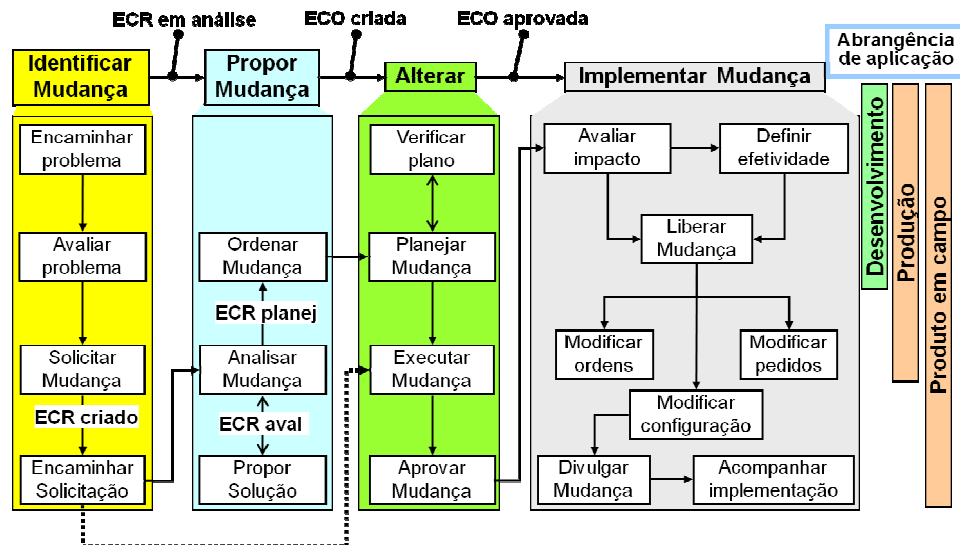 ECR em análise
ECO criada
ECO aprovada
Identificar
Mudança
Propor
Mudança
Alterar
Implementar Mudança
Abrangência
de aplicação
Encaminhar
problema
Avaliar
problema
Solicitar
Mudança
ECR criado
Encaminhar
Solicitação
Ordenar
Mudança
ECR planej
Analisar
Mudança
ECR aval
Propor
Solução
Verificar
plano
Planejar
Mudança
Executar
Mudança
Aprovar
Mudança
Avaliar
impacto
Definir
efetividade
Liberar
Mudança
Modificar
ordens
Modificar
pedidos
Modificar
configuração
Divulgar
Mudança
Acompanhar
implementação
Desenvolvimento
Produção
Produto em campo